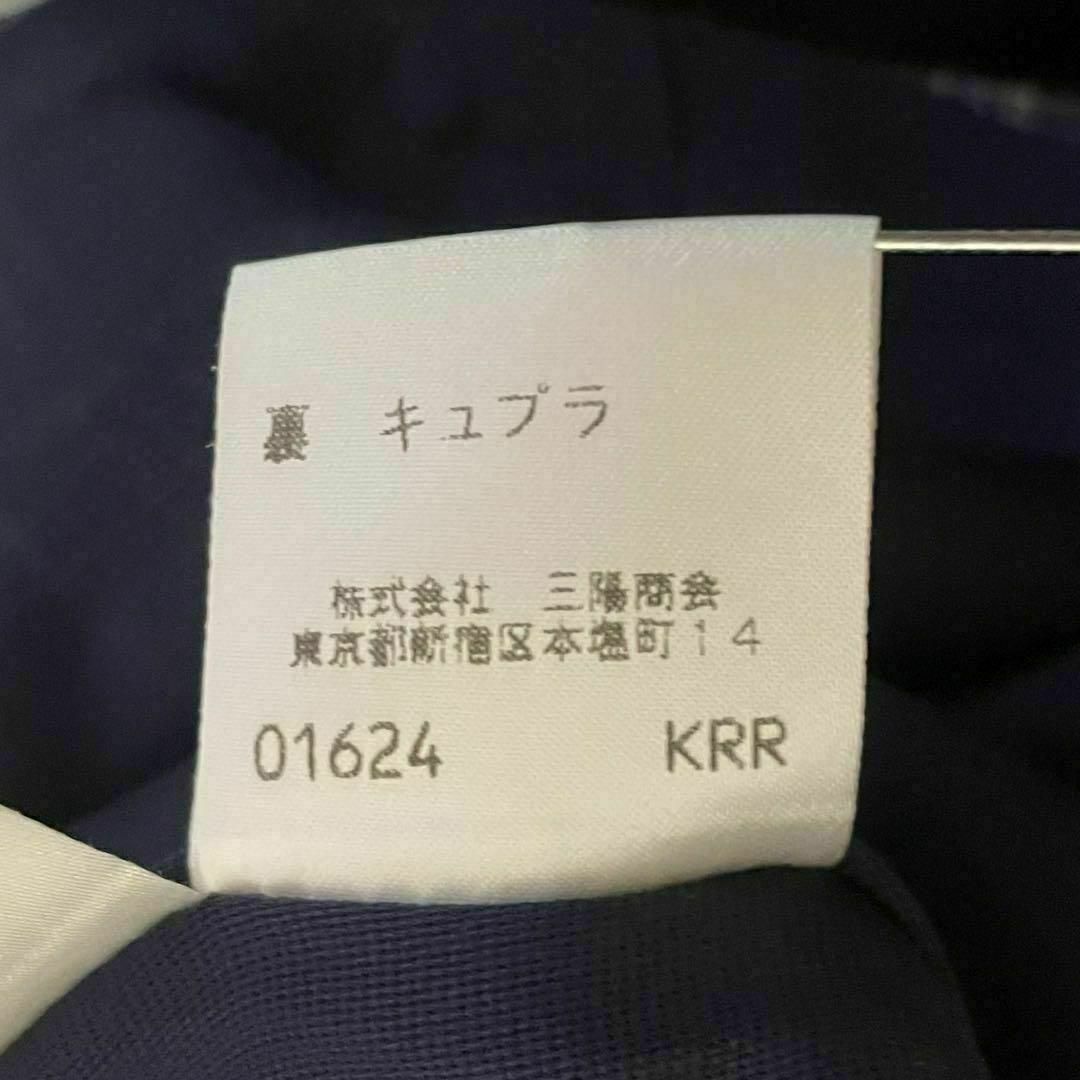 裏　キュプラ
株式会社　三陽商会
東京都新宿区本塩町14
01624　KRR